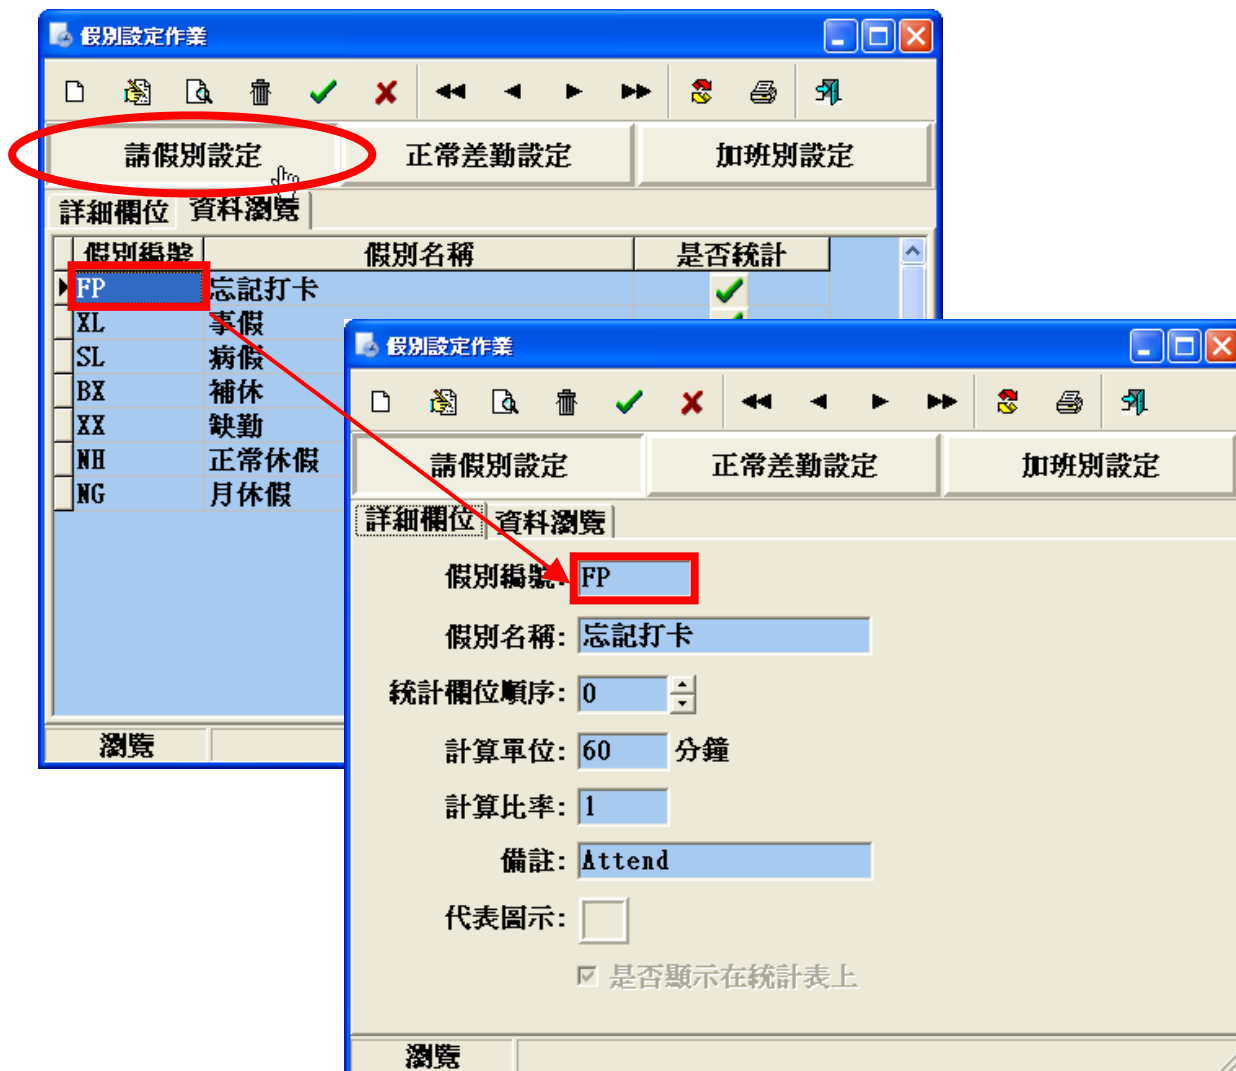 假別設定作業
請假別設定 正常差勤設定 加班別設定
詳細欄位 資料瀏覽
假別編號 假別名稱 是否統計
FP 忘記打卡
XL 事假
SL 病假
BX 補休
XX 缺勤
NH 正常休假
NG 月休假
瀏覽
假別設定作業
請假別設定 正常差勤設定 加班別設定
詳細欄位 資料瀏覽
假別編號: FP
假別名稱: 忘記打卡
統計欄位順序: 0
計算單位: 60 分鐘
計算比率: 1
備註: Attend
代表圖示:
是否顯示在統計表上
瀏覽